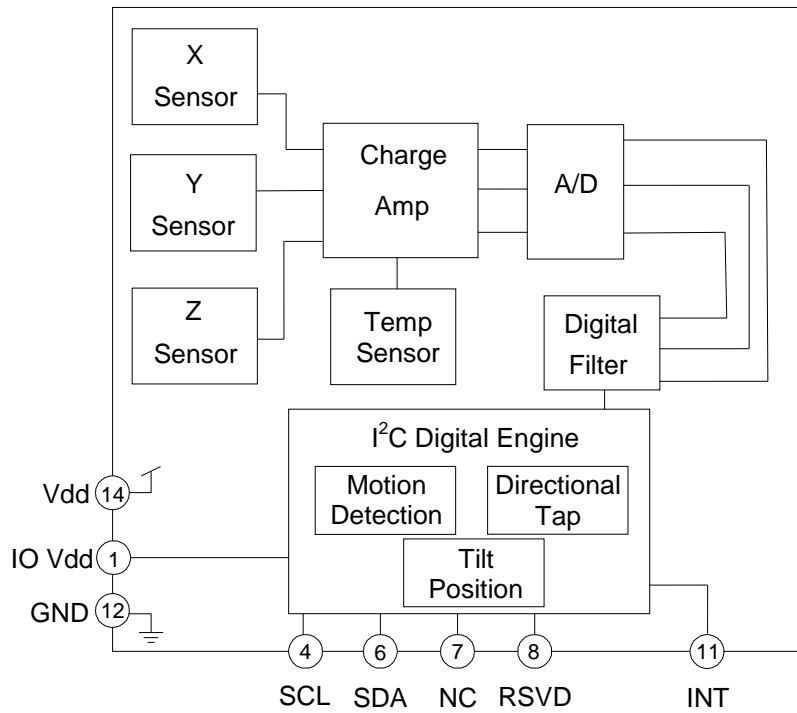 X
Sensor
Charge
Amp
A/D
Y
Sensor
Z
Sensor
Temp
Sensor
Digital
Filter
I²C Digital Engine
Motion
Detection
Directional
Tap
Tilt
Position
Vdd 14
IO Vdd 1
GND 12
4 6 7 8 11
SCL SDA NC RSVD INT